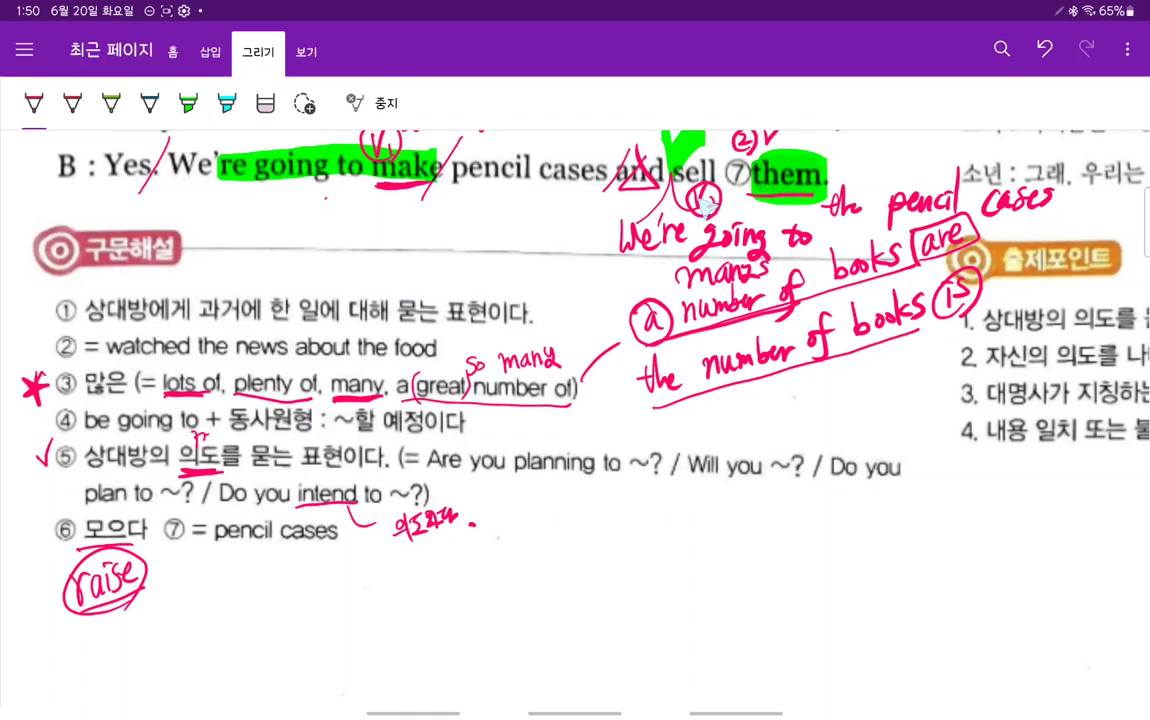 1:50 6월 20일 화요일 65%
최근 페이지 홈 삽입 그리기 보기
중지
B : Yes. We're going to make pencil cases and sell ⑦them.
(2) V
V1
소년 : 그래, 우리는
the pencil cases
We're going to
구문해설
출제포인트
many
a number of books are
the number of books is
① 상대방에게 과거에 한 일에 대해 묻는 표현이다.
② = watched the news about the food
so many
③ 많은 (= lots of, plenty of, many, a (great) number of)
④ be going to + 동사원형 : ～할 예정이다
⑤ 상대방의 의도를 묻는 표현이다. (= Are you planning to ～? / Will you ～? / Do you
plan to ～? / Do you intend to ～?)
의도하다
⑥ 모으다 ⑦ = pencil cases
raise
1. 상대방의 의도를 묻
2. 자신의 의도를 나
3. 대명사가 지칭하는
4. 내용 일치 또는 불